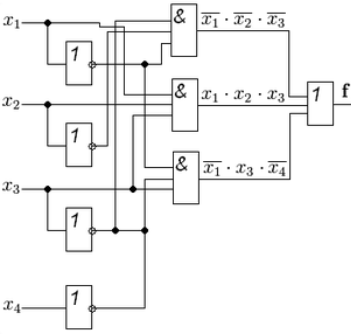 x₁
&
x̅₁ · x̅₂ · x̅₃
1
&
x₁ · x₂ · x₃
1
f
x₂
1
&
x̅₁ · x₃ · x̅₄
x₃
1
x₄
1